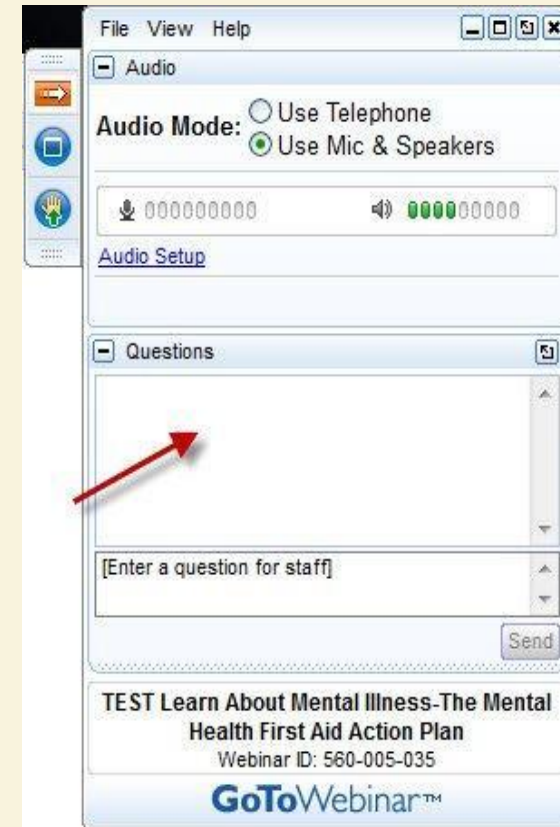 File View Help
Audio
Audio Mode: Use Telephone
Use Mic & Speakers
Audio Setup
Questions
[Enter a question for staff]
Send
TEST Learn About Mental Illness-The Mental
Health First Aid Action Plan
Webinar ID: 560-005-035
GoToWebinar™